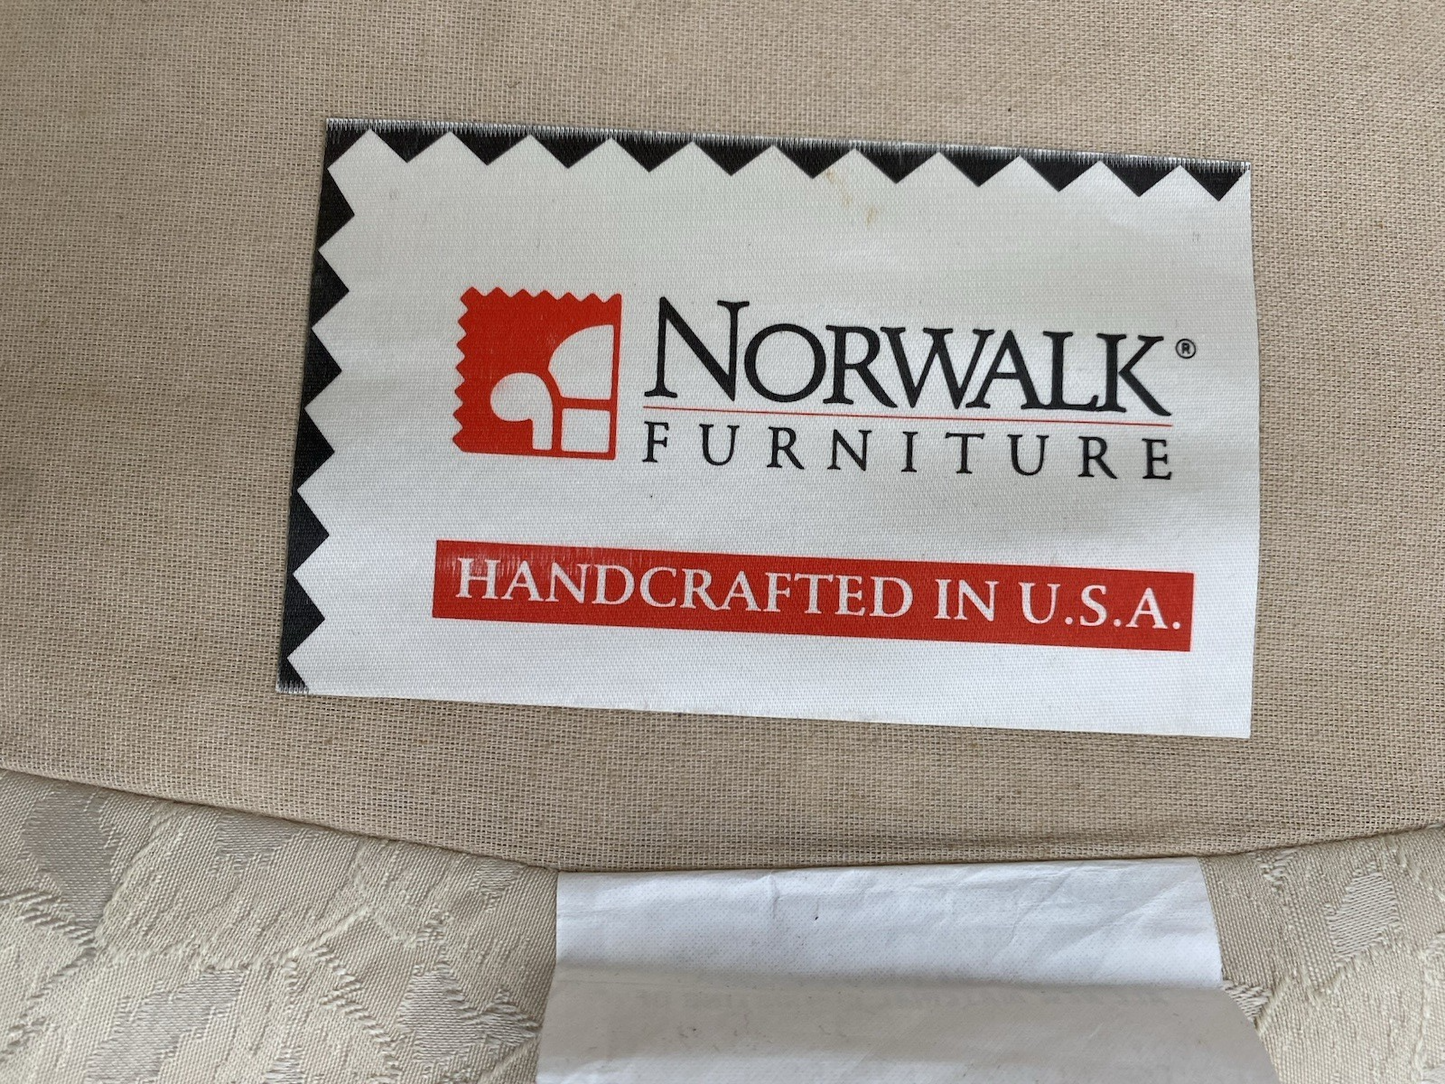 NORWALK®
FURNITURE
HANDCRAFTED IN U.S.A.